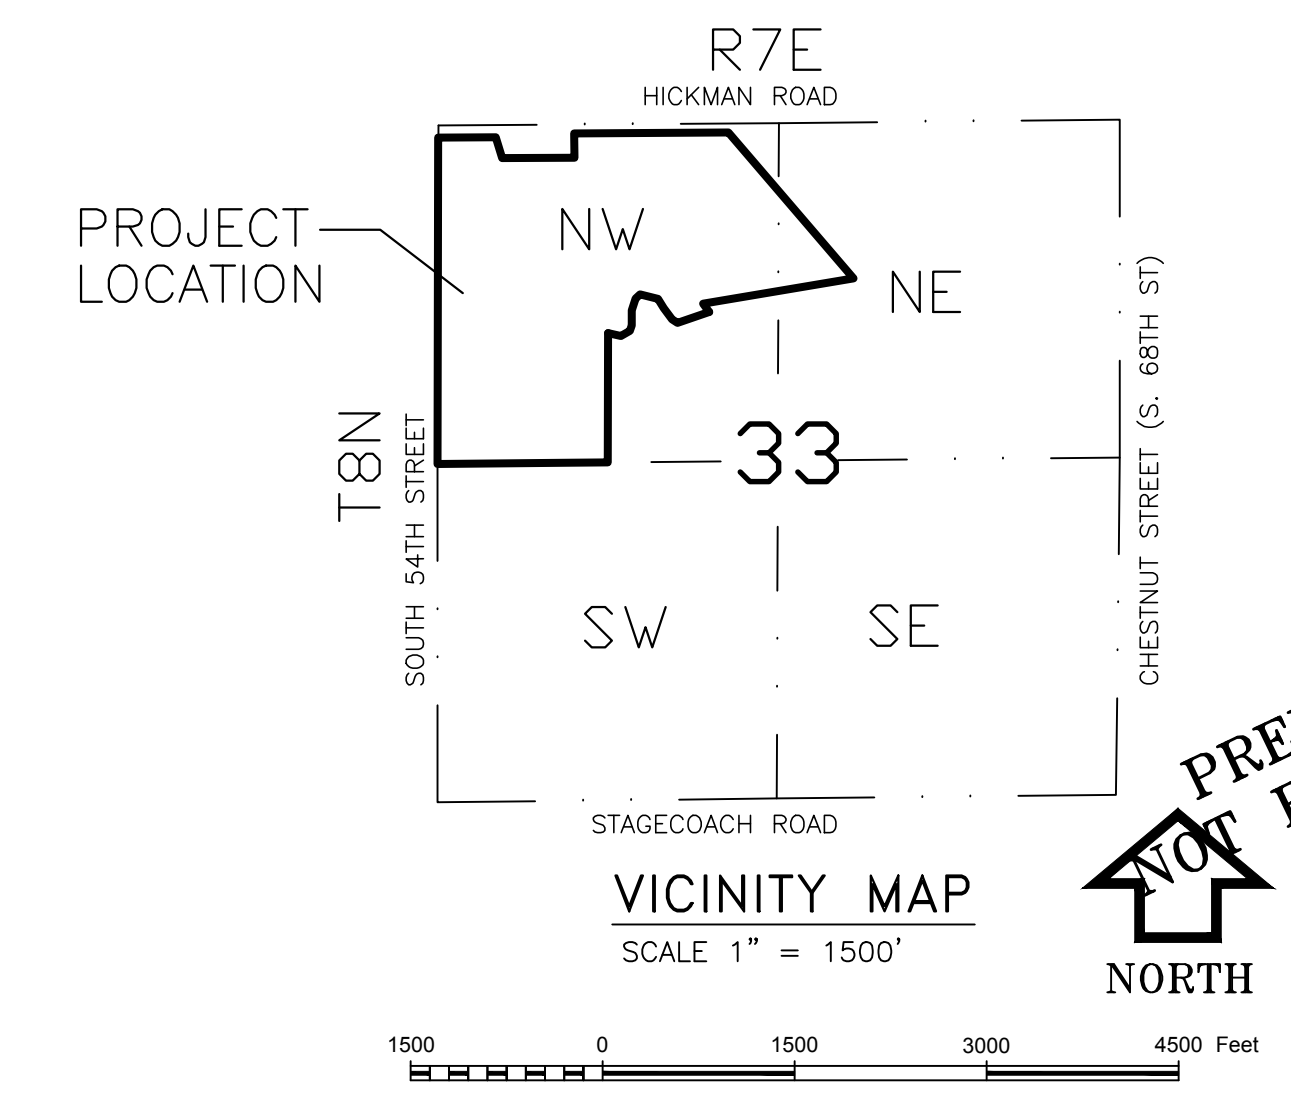 R7E
HICKMAN ROAD
PROJECT
LOCATION
NW
NE
CHESTNUT STREET (S. 68TH ST)
T8N
SOUTH 54TH STREET
33
SW
SE
STAGECOACH ROAD
VICINITY MAP
SCALE 1" = 1500'
NOT
NORTH
1500 0 1500 3000 4500 Feet